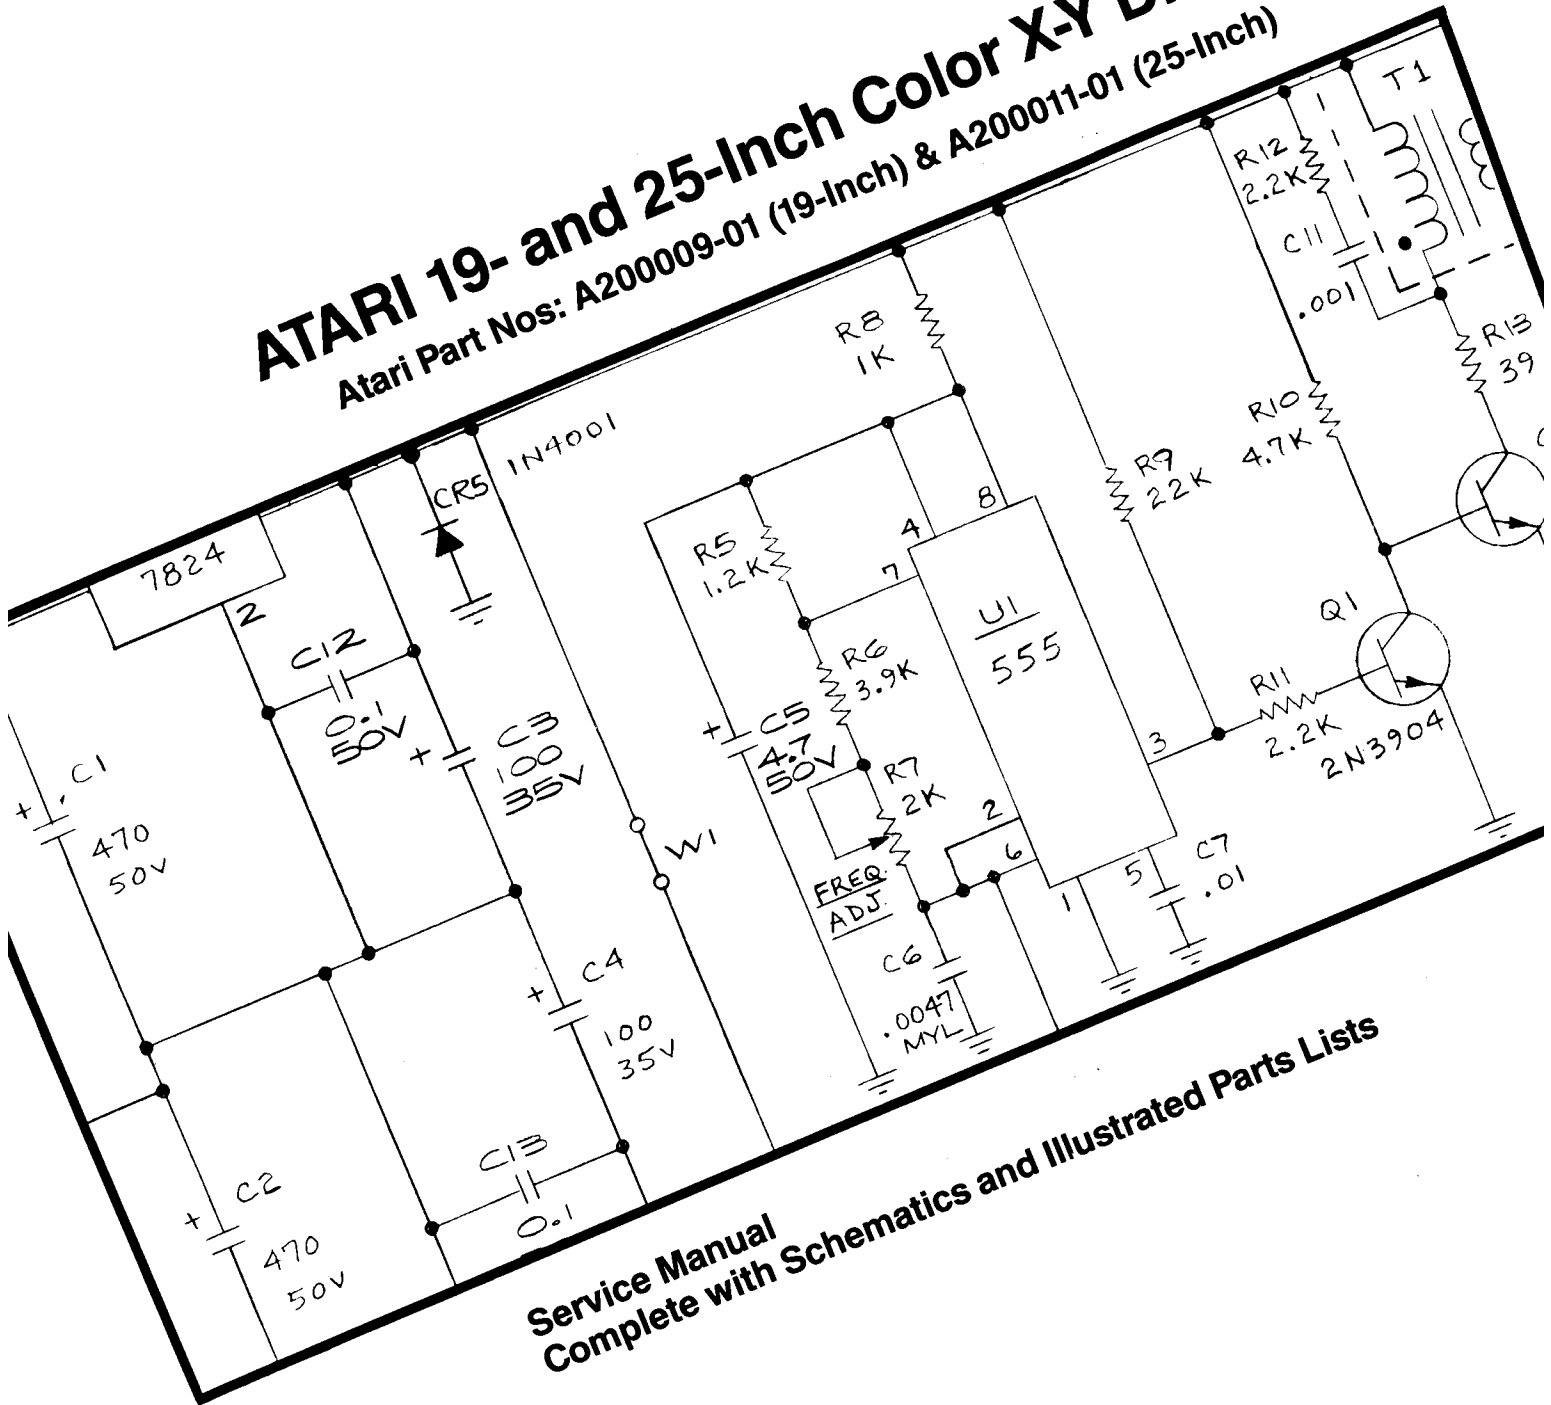 ATARI 19- and 25-Inch Color X-Y
Atari Part Nos: A200009-01 (19-Inch) & A200011-01 (25-Inch)
T1
R12
2.2K
C11
.001
R13
39
R8
1K
R10
4.7K
R9
22K
1N4001
CR5
7824
2
C12
0.1
50V
+
C3
100
35V
R5
1.2K
4
8
7
U1
555
R6
3.9K
+
C5
4.7
50V
R7
2K
FREQ.
ADJ.
2
6
3
1
5
C7
.01
R11
2.2K
Q1
2N3904
+
C1
470
50V
W1
+
C4
100
35V
C6
.0047
MYL
C13
0.1
+
C2
470
50V
Service Manual
Complete with Schematics and Illustrated Parts Lists